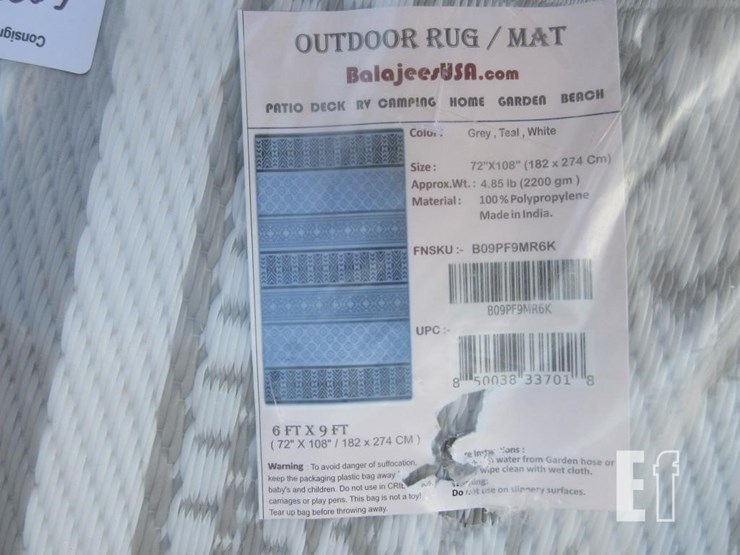 Consign
OUTDOOR RUG / MAT
BalajeesUSA.com
PATIO DECK RV CAMPING HOME GARDEN BEACH
Color: Grey , Teal , White
Size: 72"X108" (182 x 274 Cm)
Approx.Wt.: 4.85 lb (2200 gm )
Material: 100% Polypropylene
Made in India.
FNSKU :- B09PF9MR6K
B09PF9MR6K
UPC :-
8 50038 33701 8
6 FT X 9 FT
( 72" X 108" / 182 x 274 CM )
Warning To avoid danger of suffocation,
keep the packaging plastic bag away
baby's and children. Do not use in CRIB
carriages or play pens. This bag is not a toy!
Tear up bag before throwing away.
water from Garden hose or
wipe clean with wet cloth,
Do not use on slippery surfaces.
Ef